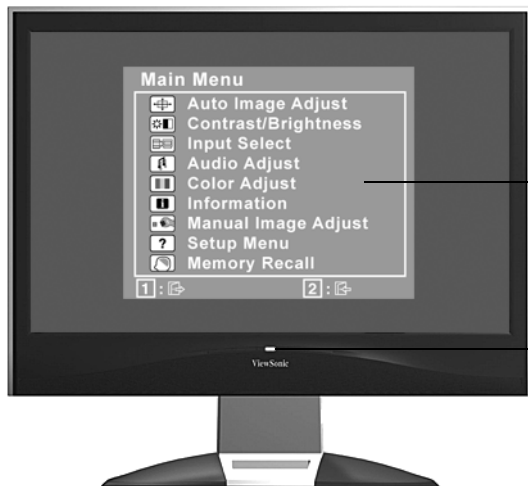 Main Menu
Auto Image Adjust
Contrast/Brightness
Input Select
Audio Adjust
Color Adjust
i Information
Manual Image Adjust
? Setup Menu
Memory Recall
1 : 2 :
ViewSonic